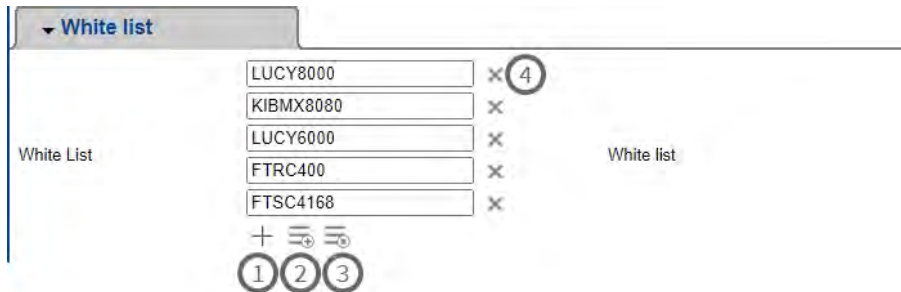 White list
LUCY8000
4
KIBMX8080
LUCY6000
White List
White list
FTRC400
FTSC4168
1 2 3